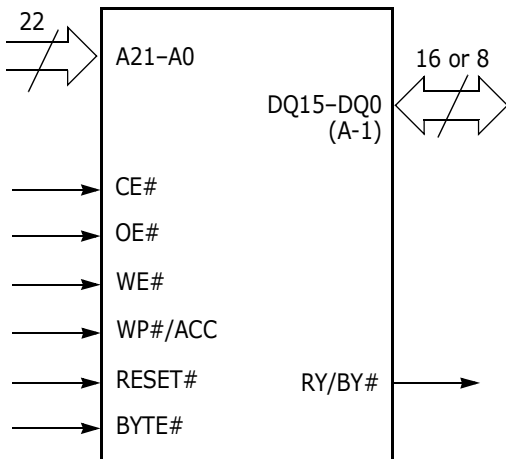 22
A21–A0
16 or 8
DQ15–DQ0
(A-1)
CE#
OE#
WE#
WP#/ACC
RESET#
RY/BY#
BYTE#